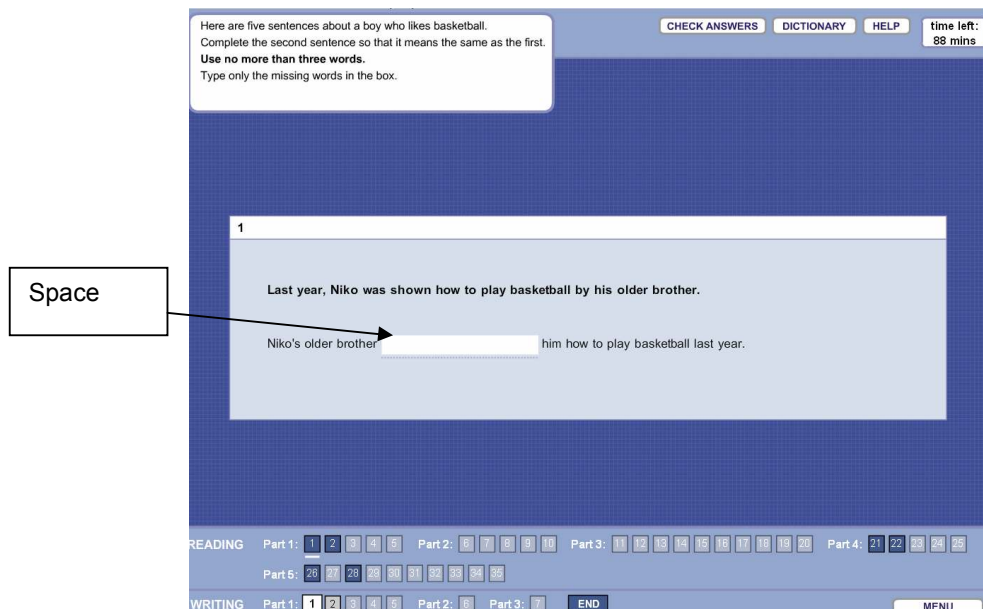 Here are five sentences about a boy who likes basketball.
Complete the second sentence so that it means the same as the first.
Use no more than three words.
Type only the missing words in the box.
CHECK ANSWERS DICTIONARY HELP time left:
88 mins
1
Space
Last year, Niko was shown how to play basketball by his older brother.
Niko's older brother him how to play basketball last year.
READING Part 1: 1 2 3 4 5 Part 2: 6 7 8 9 10 Part 3: 11 12 13 14 15 16 17 18 19 20 Part 4: 21 22 23 24 25
Part 5: 26 27 28 29 30 31 32 33 34 35
WRITING Part 1: 1 2 3 4 5 Part 2: 6 Part 3: 7 END MENU